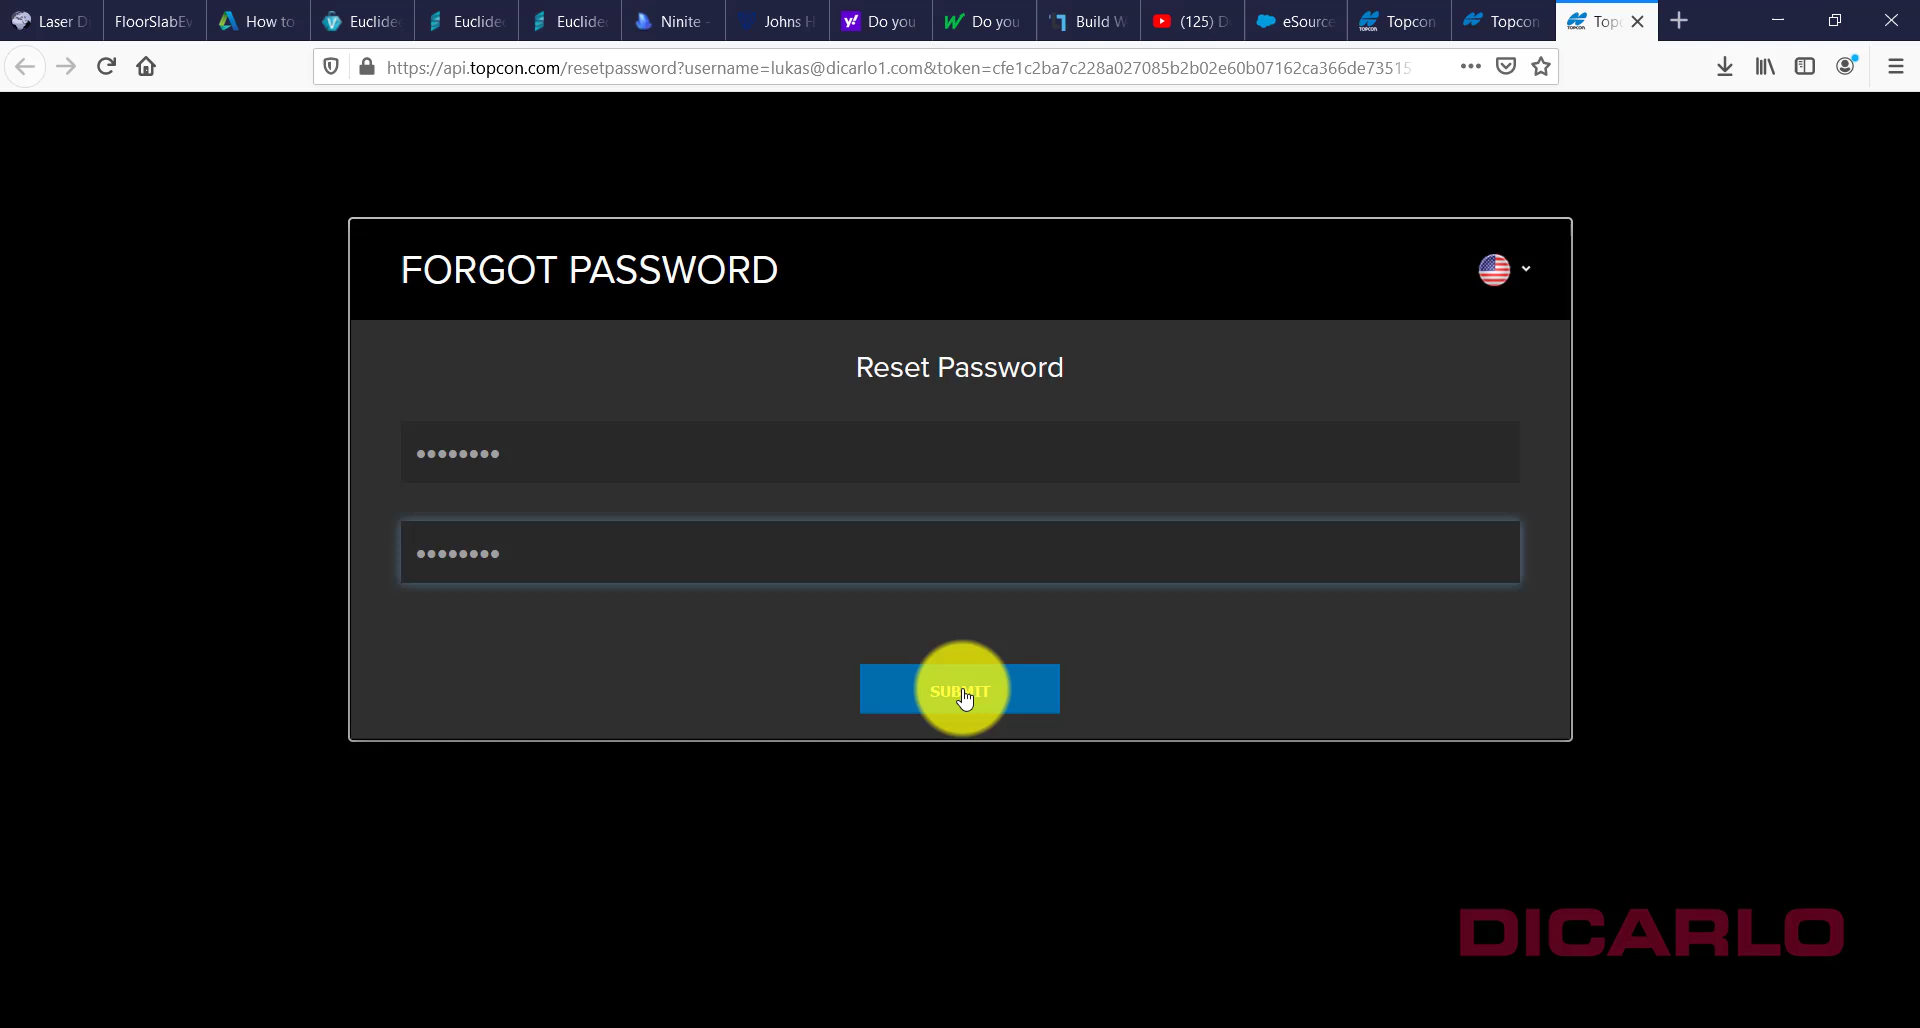 Laser D
FloorSlabEv
How to
Euclide
Euclide
Euclide
Ninite -
Johns H
Do you
Do you
Build W
(125) D
eSource
Topcon
Topcon
Top
https://api.topcon.com/resetpassword?username=lukas@dicarlo1.com&token=cfe1c2ba7c228a027085b2b02e60b07162ca366de73515
FORGOT PASSWORD
Reset Password
••••••••
••••••••
SUBMIT
DICARLO